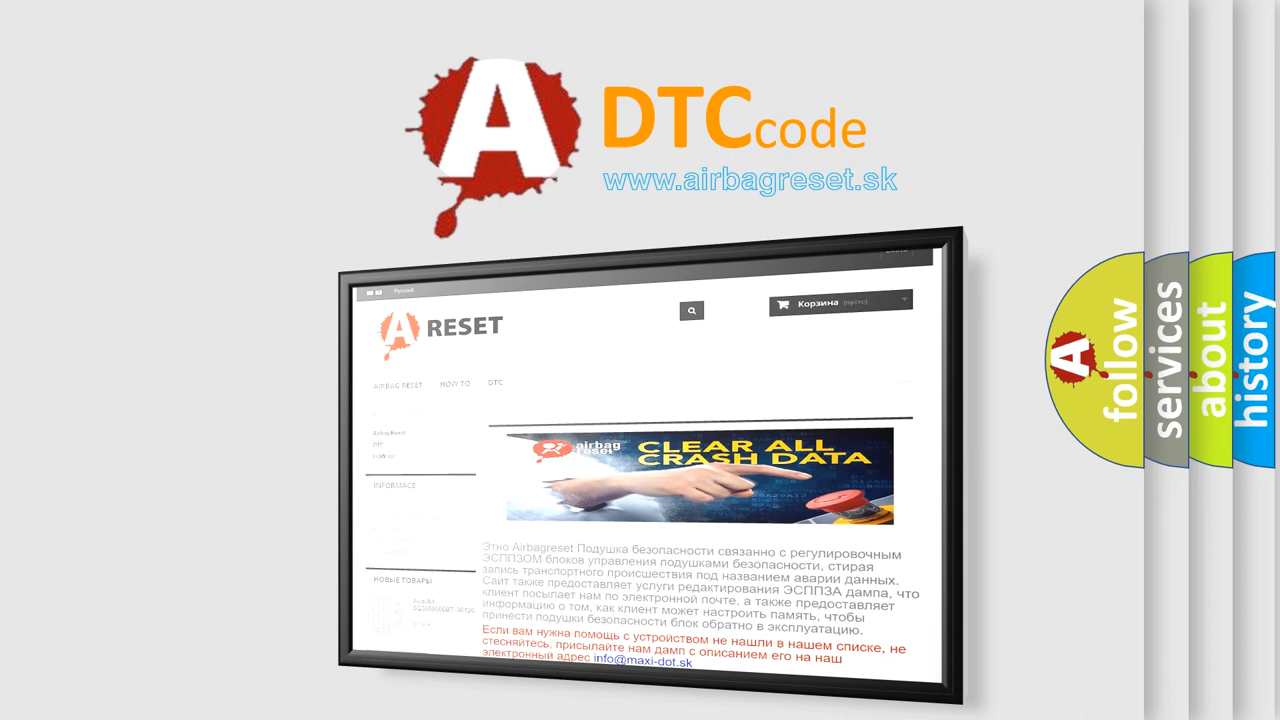 A
DTCcode
www.airbagreset.sk
Русский
A RESET
Корзина (пусто)
AIRBAG RESET
HOW TO
DTC
Airbag Reset
DTC
INFORMACE
НОВЫЕ ТОВАРЫ
airbag
reset
CLEAR ALL
CRASH DATA
Этно Airbagreset Подушка безопасности связанно с регулировочным
ЭСППЗОМ блоков управления подушками безопасности, стирая
запись транспортного происшествия под названием аварии данных.
Сайт также предоставляет услуги редактирования ЭСППЗА дампа, что
клиент посылает нам по электронной почте, а также предоставляет
информацию о том, как клиент может настроить память, чтобы
принести подушки безопасности блок обратно в эксплуатацию.
Если вам нужна помощь с устройством не нашли в нашем списке, не
стесняйтесь, присылайте нам дамп с описанием его на наш
электронный адрес info@maxi-dot.sk
A
follow
services
about
history